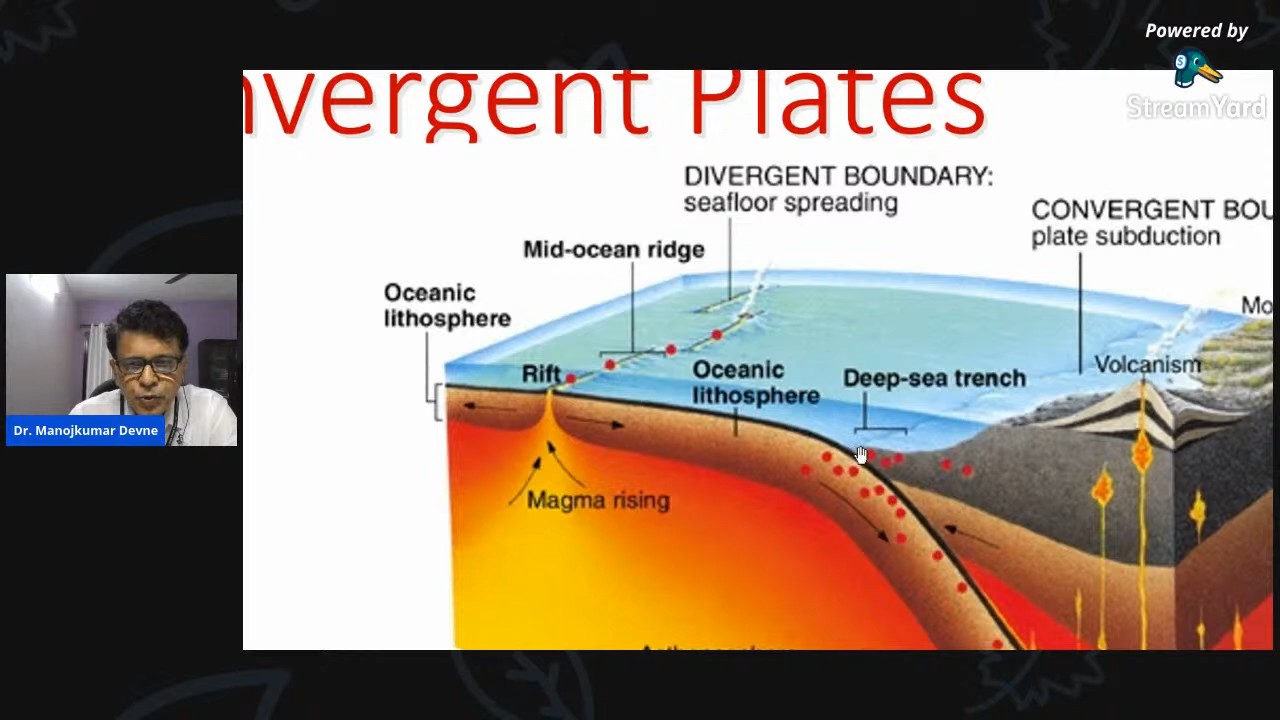 Powered by
StreamYard
nvergent Plates
DIVERGENT BOUNDARY:
seafloor spreading
CONVERGENT BOU
plate subduction
Mid-ocean ridge
Oceanic
lithosphere
Mo
Volcanism
Rift
Oceanic
lithosphere
Deep-sea trench
Dr. Manojkumar Devne
Magma rising